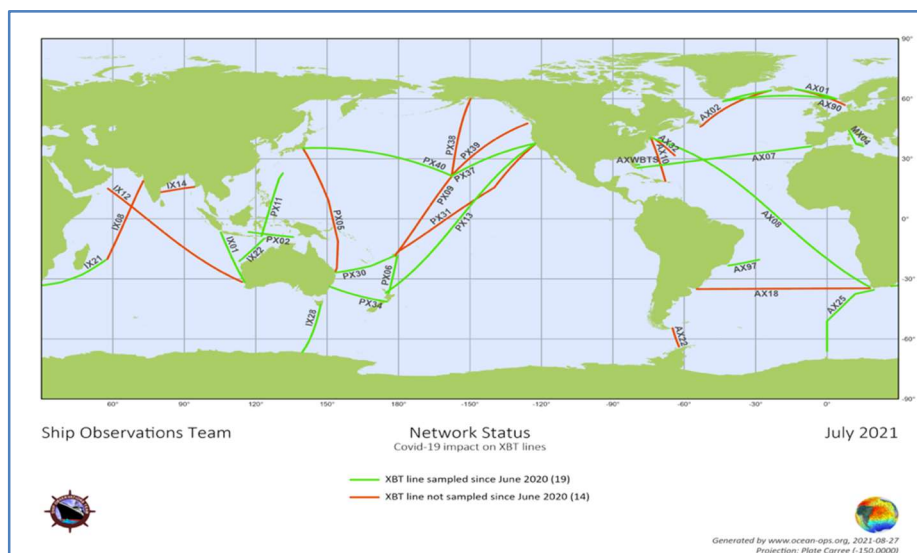 90°
60°
30°
0°
-30°
-60°
-90°
60°
90°
120°
150°
180°
-150°
-120°
-90°
-60°
-30°
0°
AX01
AX90
AX02
MX04
AX32
AX10
AX07
AXWBTS
AX08
AX97
AX18
AX25
AX22
PX38
PX39
PX40
PX37
PX09
PX31
PX13
PX05
PX11
PX02
PX30
PX06
PX34
IX14
IX12
IX08
IX01
IX22
IX21
IX28
Ship Observations Team
Network Status
July 2021
Covid-19 impact on XBT lines
XBT line sampled since June 2020 (19)
XBT line not sampled since June 2020 (14)
Generated by www.ocean-ops.org, 2021-08-27
Projection: Plate Carree (-150.0000)